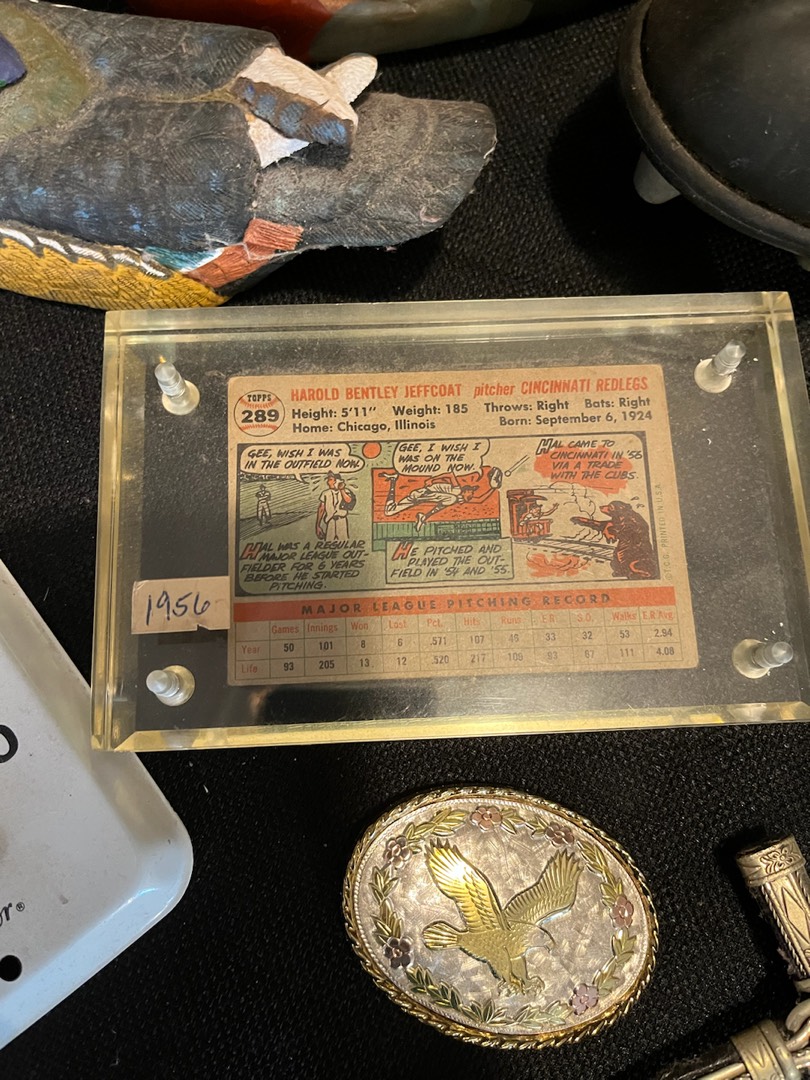 TOPPS
289
HAROLD BENTLEY JEFFCOAT pitcher CINCINNATI REDLEGS
Height: 5'11" Weight: 185 Throws: Right Bats: Right
Home: Chicago, Illinois Born: September 6, 1924
GEE, WISH I WAS
IN THE OUTFIELD NOW.
HAL WAS A REGULAR
MAJOR LEAGUE OUT-
FIELDER FOR 6 YEARS
BEFORE HE STARTED
PITCHING.
GEE, I WISH I
WAS ON THE
MOUND NOW.
HE PITCHED AND
PLAYED THE OUT-
FIELD IN '54 AND '55.
HAL CAME TO
CINCINNATI IN '56
VIA A TRADE
WITH THE CUBS.
T.C.G. PRINTED IN U.S.A.
1956
MAJOR LEAGUE PITCHING RECORD
Games Innings Won Lost Pct. Hits Runs E.R. S.O. Walks E.R.Avg.
Year 50 101 8 6 .571 107 49 33 32 53 2.94
Life 93 205 13 12 .520 217 109 93 87 111 4.08
or®